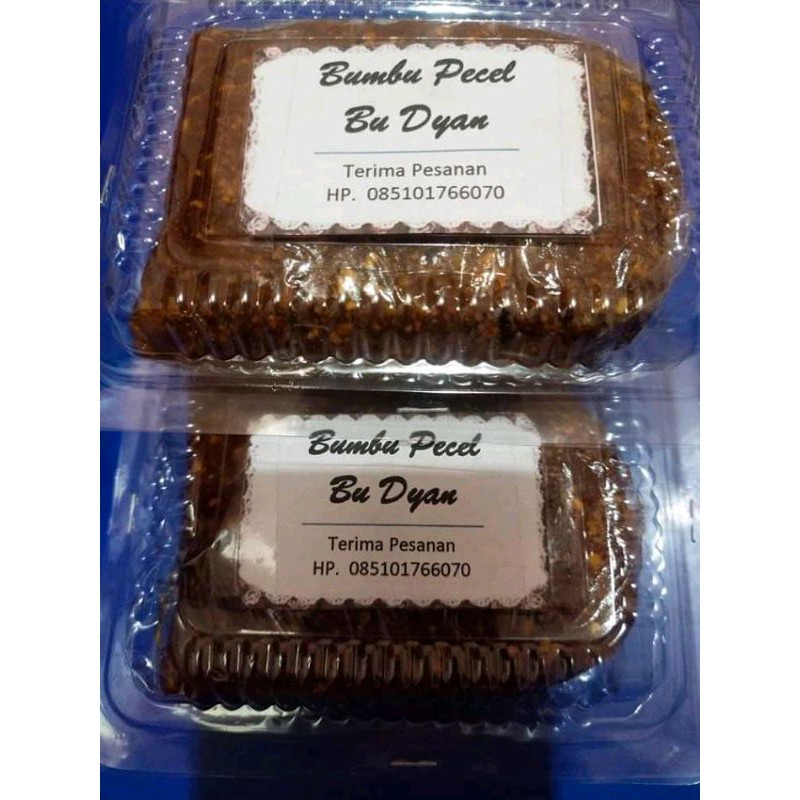 Bumbu Pecel
Bu Dyan
Terima Pesanan
HP. 085101766070
Bumbu Pecel
Bu Dyan
Terima Pesanan
HP. 085101766070